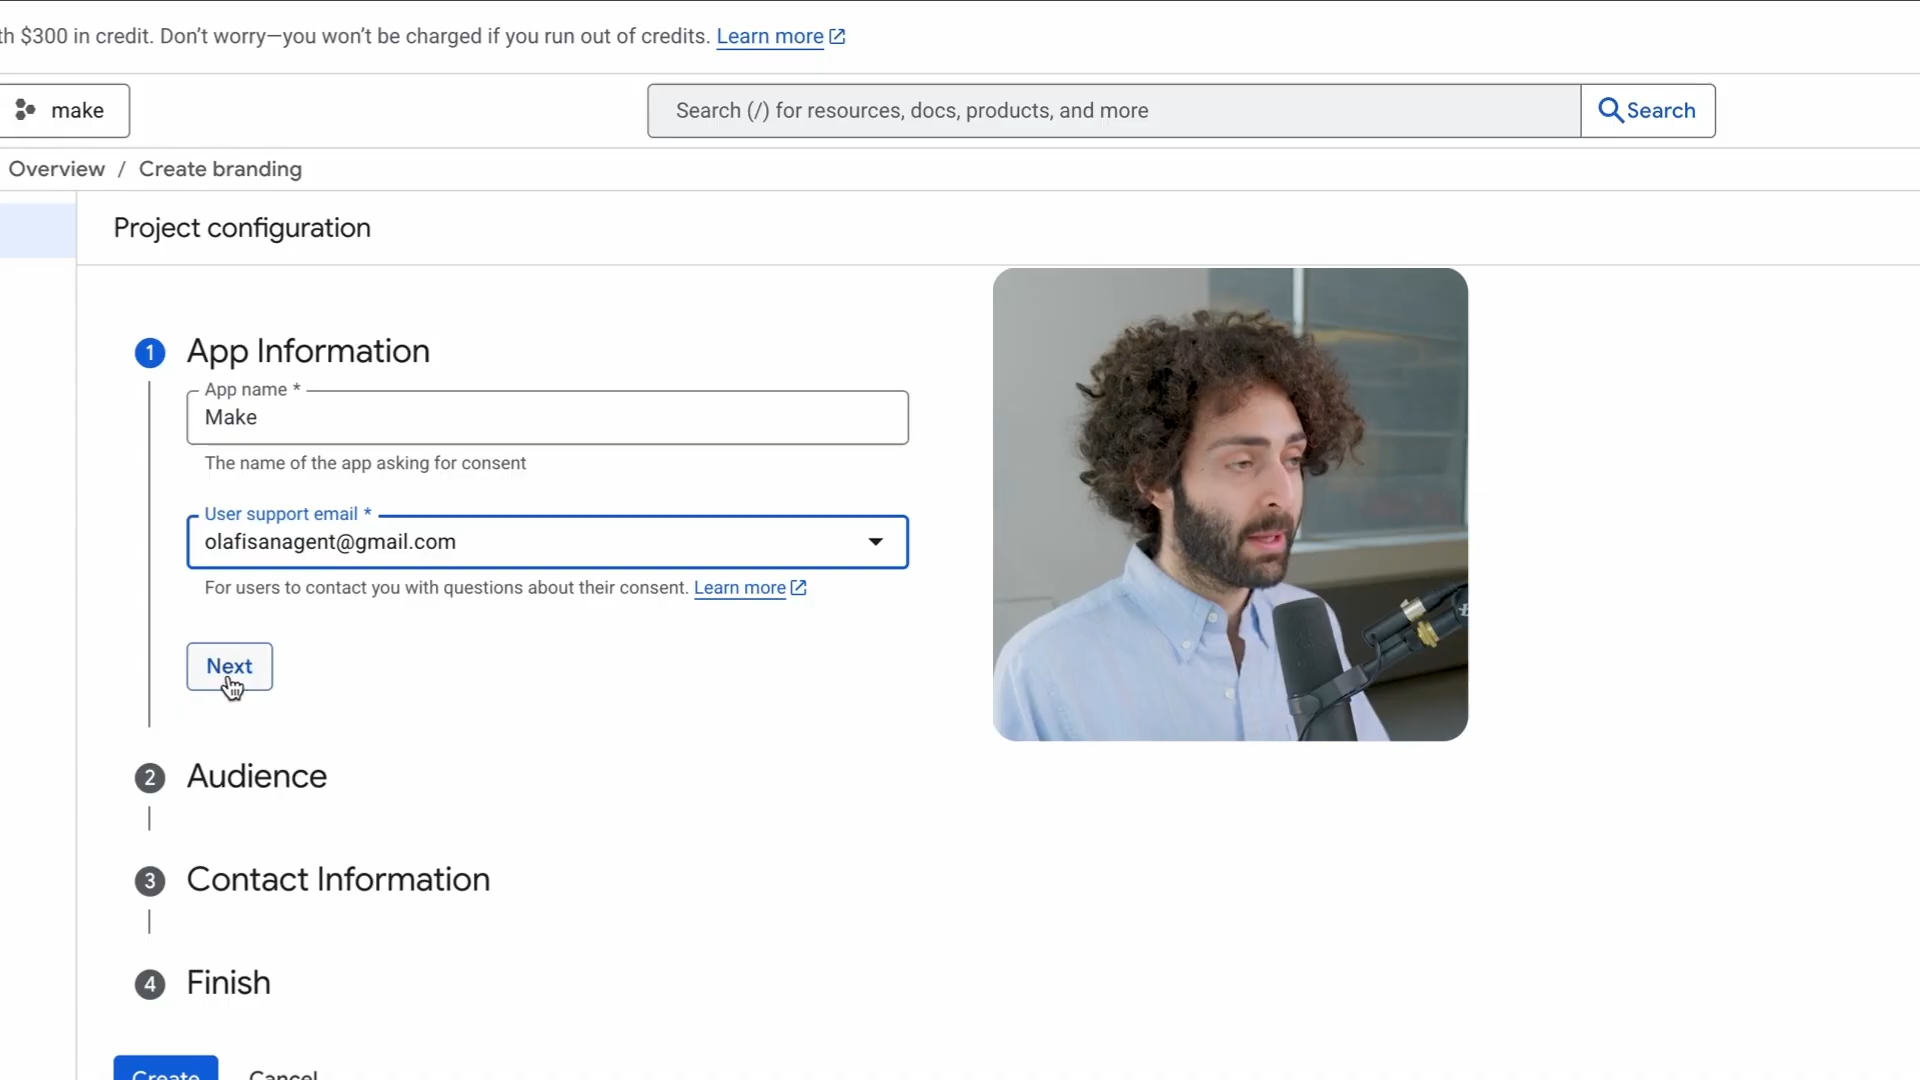 th $300 in credit. Don’t worry—you won’t be charged if you run out of credits. Learn more
make
Search (/) for resources, docs, products, and more
Search
Overview / Create branding
Project configuration
1 App Information
App name *
Make
The name of the app asking for consent
User support email *
olafisanagent@gmail.com
For users to contact you with questions about their consent. Learn more
Next
2 Audience
3 Contact Information
4 Finish
Create Cancel